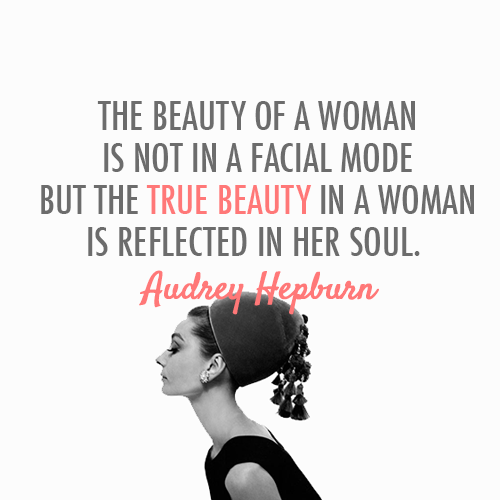 THE BEAUTY OF A WOMAN
IS NOT IN A FACIAL MODE
BUT THE TRUE BEAUTY IN A WOMAN
IS REFLECTED IN HER SOUL.
Audrey Hepburn